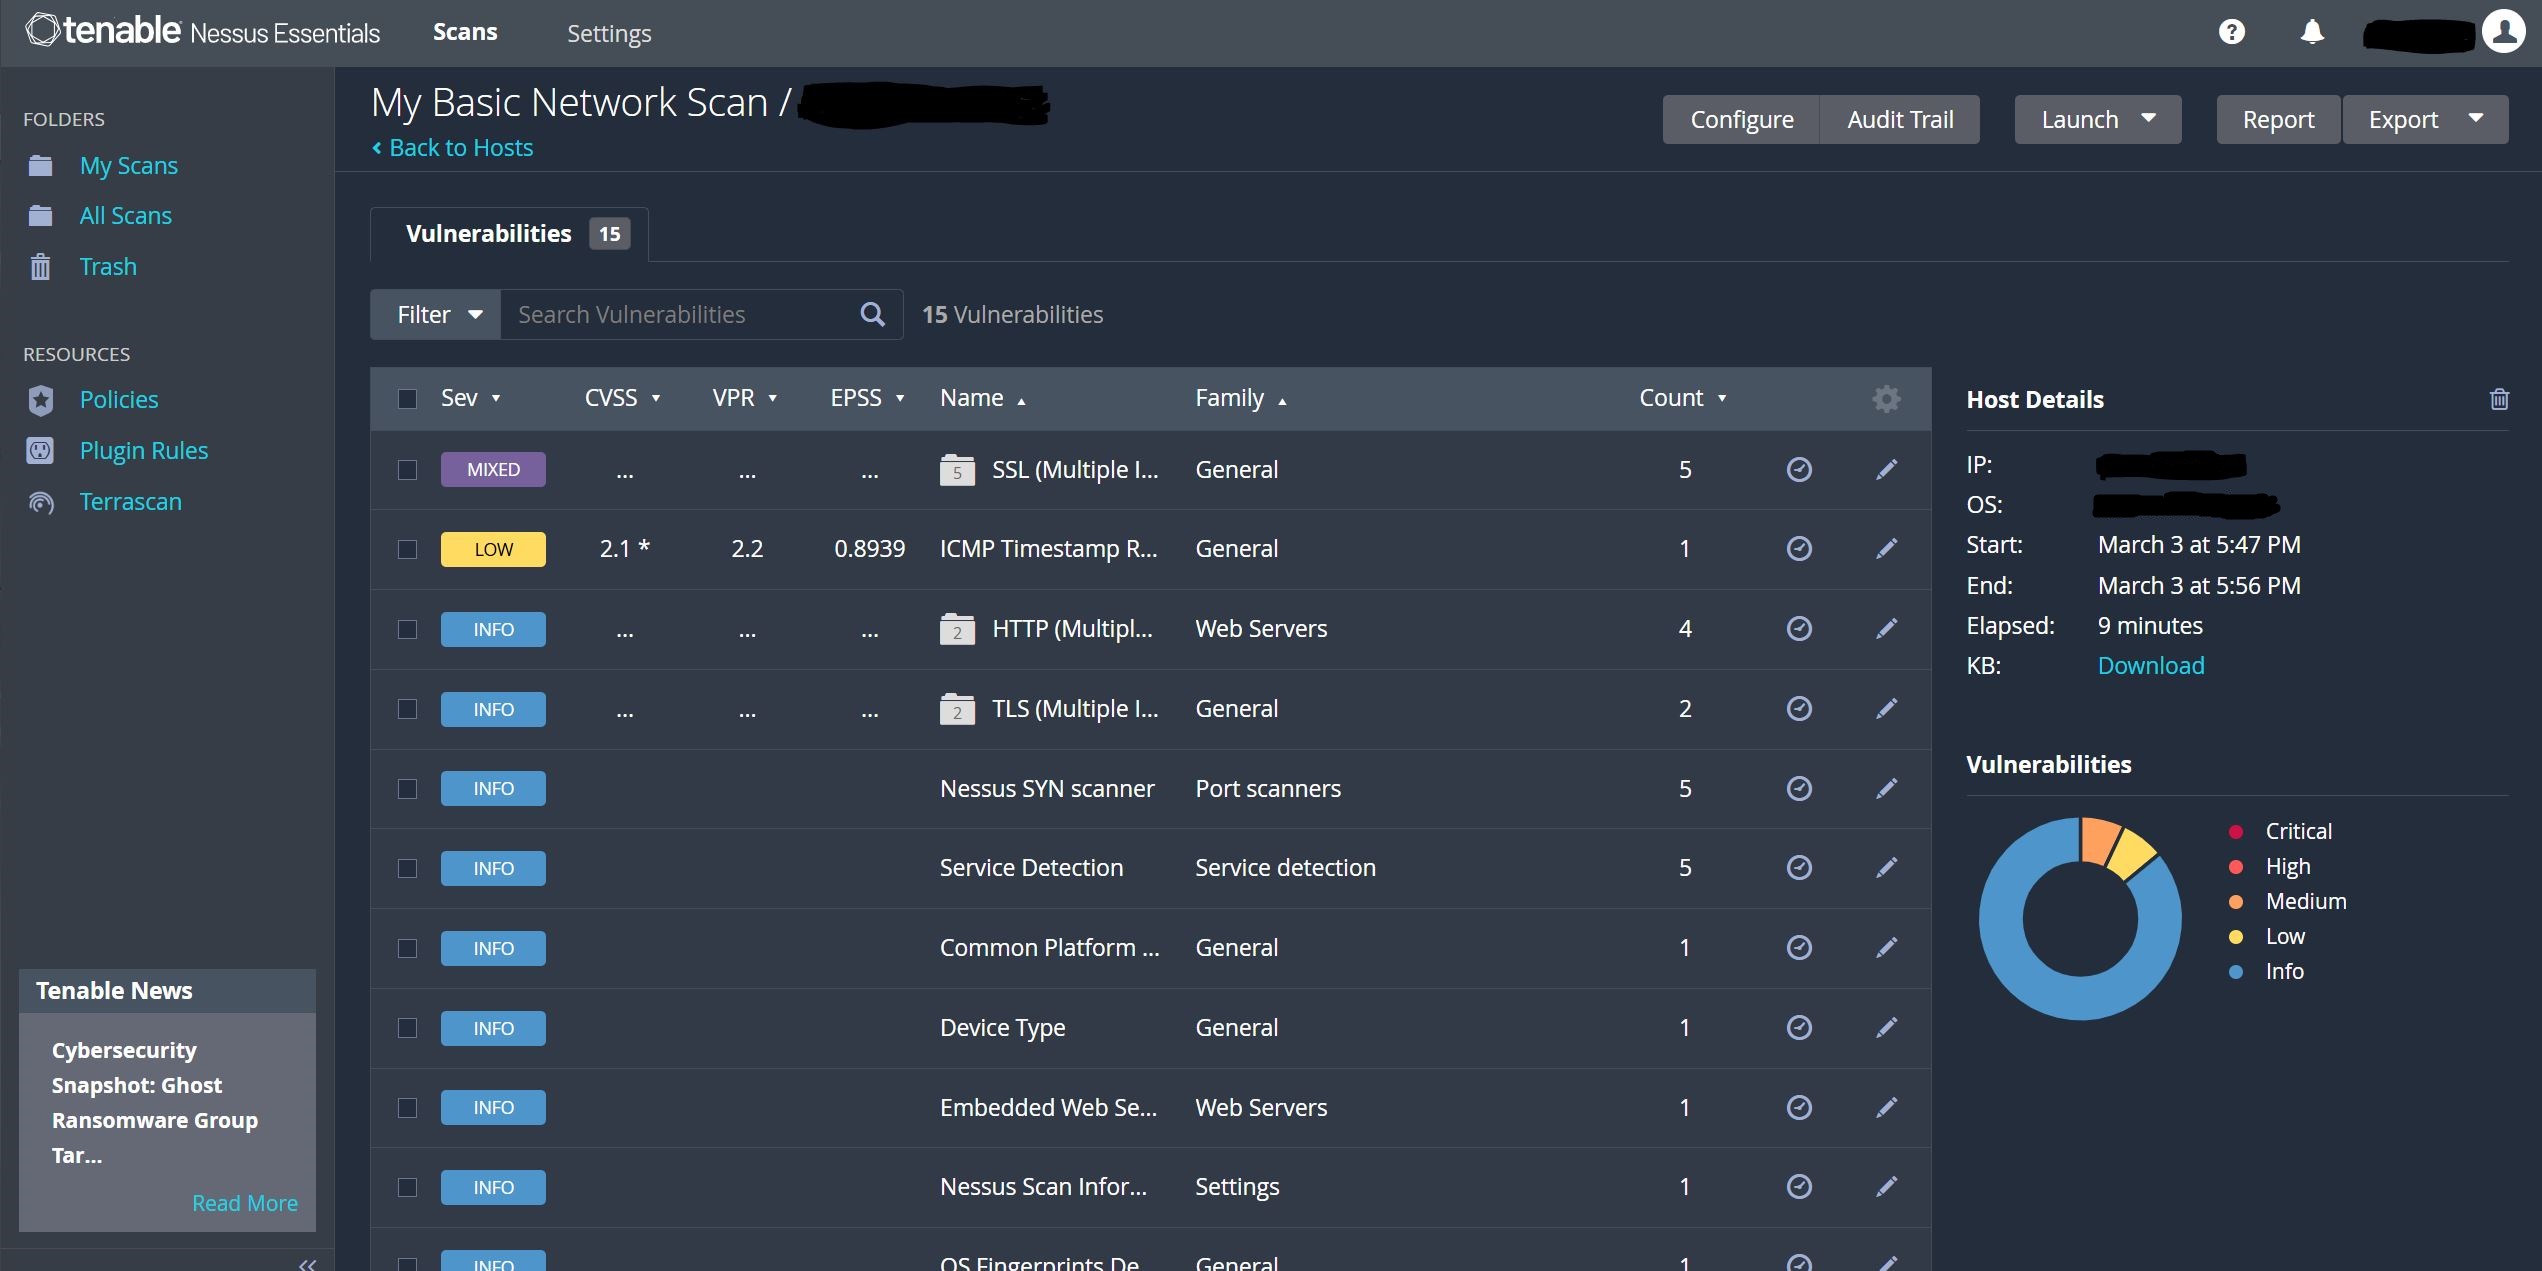 tenable Nessus Essentials Scans Settings
FOLDERS
My Scans
All Scans
Trash
RESOURCES
Policies
Plugin Rules
Terrascan
Tenable News
Cybersecurity
Snapshot: Ghost
Ransomware Group
Tar...
Read More
My Basic Network Scan /
Back to Hosts
Configure Audit Trail Launch Report Export
Vulnerabilities 15
Filter Search Vulnerabilities 15 Vulnerabilities
Sev CVSS VPR EPSS Name Family Count
MIXED ... ... ... 5 SSL (Multiple I... General 5
LOW 2.1 * 2.2 0.8939 ICMP Timestamp R... General 1
INFO ... ... ... 2 HTTP (Multipl... Web Servers 4
INFO ... ... ... 2 TLS (Multiple I... General 2
INFO Nessus SYN scanner Port scanners 5
INFO Service Detection Service detection 5
INFO Common Platform ... General 1
INFO Device Type General 1
INFO Embedded Web Se... Web Servers 1
INFO Nessus Scan Infor... Settings 1
INFO OS Fingerprints De... General 1
Host Details
IP:
OS:
Start: March 3 at 5:47 PM
End: March 3 at 5:56 PM
Elapsed: 9 minutes
KB: Download
Vulnerabilities
Critical
High
Medium
Low
Info